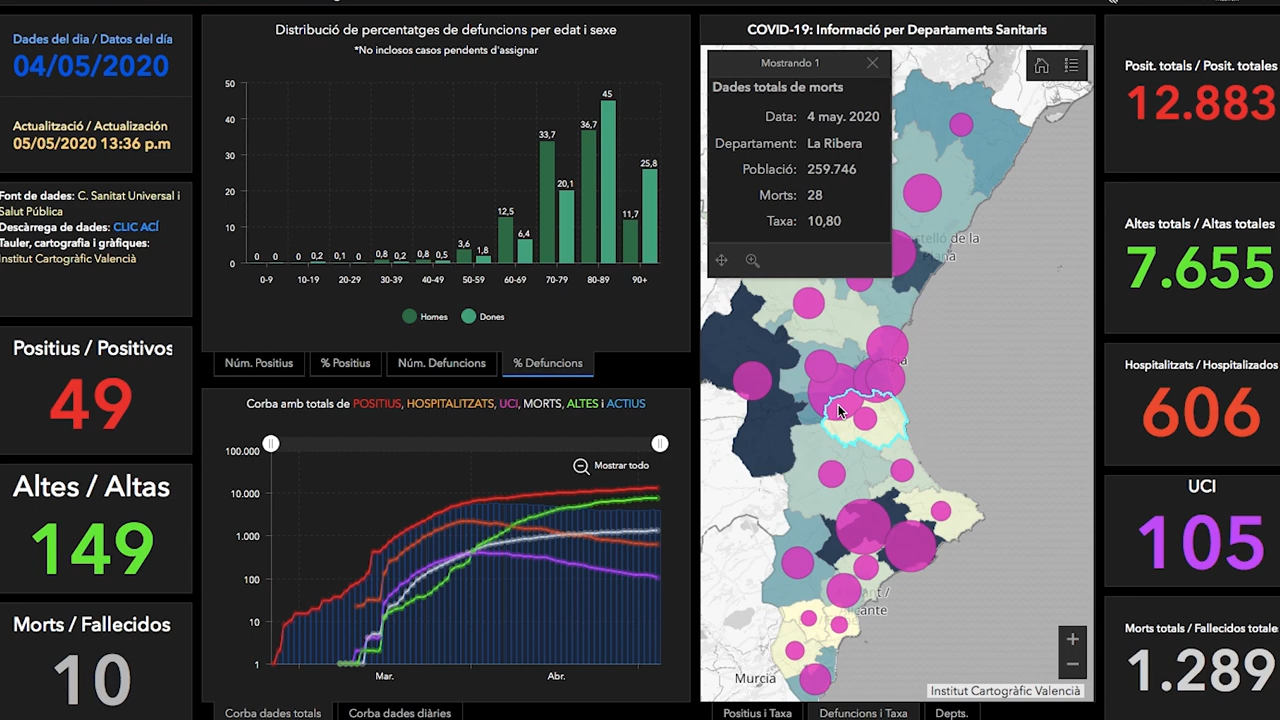 Dades del dia / Datos del día
04/05/2020
Actualització / Actualización
05/05/2020 13:36 p.m
Font de dades: C. Sanitat Universal i
Salut Pública
Descàrrega de dades: CLIC ACÍ
Tauler, cartografia i gràfiques:
Institut Cartogràfic Valencià
Positius / Positivos
49
Altes / Altas
149
Morts / Fallecidos
10
Distribució de percentatges de defuncions per edat i sexe
*No inclosos casos pendents d'assignar
50
40
30
20
10
0
0 0 0 0,2 0,1 0 0,8 0,2 0,8 0,5 3,6 1,8 12,5 6,4 33,7 20,1 36,7 45 11,7 25,8
0-9 10-19 20-29 30-39 40-49 50-59 60-69 70-79 80-89 90+
Homes Dones
Núm. Positius % Positius Núm. Defuncions % Defuncions
Corba amb totals de POSITIUS, HOSPITALITZATS, UCI, MORTS, ALTES i ACTIUS
Mostrar todo
100.000
10.000
1.000
100
10
1
Mar. Abr.
Corba dades totals Corba dades diàries
COVID-19: Informació per Departaments Sanitaris
Mostrando 1
Dades totals de morts
Data: 4 may. 2020
Departament: La Ribera
Població: 259.746
Morts: 28
Taxa: 10,80
de la
Murcia
Institut Cartogràfic Valencià
Positius i Taxa Defuncions i Taxa Depts.
Posit. totals / Posit. totales
12.883
Altes totals / Altas totales
7.655
Hospitalitzats / Hospitalizados
606
UCI
105
Morts totals / Fallecidos totale
1.289